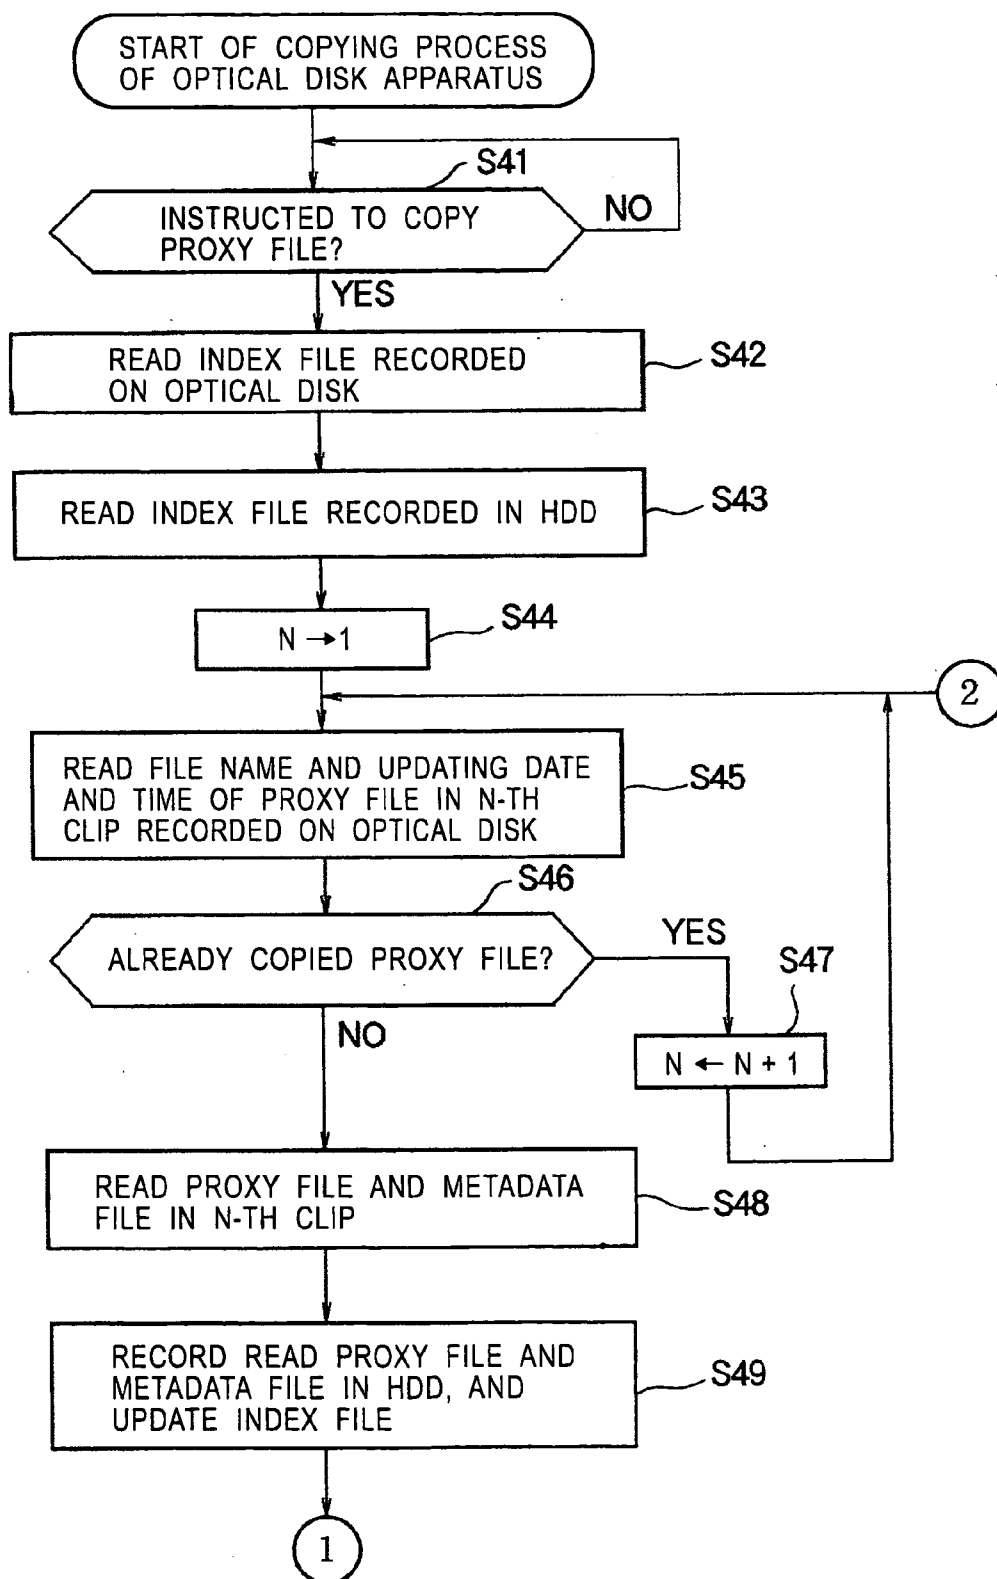 START OF COPYING PROCESS
OF OPTICAL DISK APPARATUS
S41
INSTRUCTED TO COPY
PROXY FILE?
NO
YES
READ INDEX FILE RECORDED
ON OPTICAL DISK
S42
READ INDEX FILE RECORDED IN HDD
S43
N → 1
S44
2
READ FILE NAME AND UPDATING DATE
AND TIME OF PROXY FILE IN N-TH
CLIP RECORDED ON OPTICAL DISK
S45
S46
ALREADY COPIED PROXY FILE?
YES
S47
NO
N ← N + 1
READ PROXY FILE AND METADATA
FILE IN N-TH CLIP
S48
RECORD READ PROXY FILE AND
METADATA FILE IN HDD, AND
UPDATE INDEX FILE
S49
1